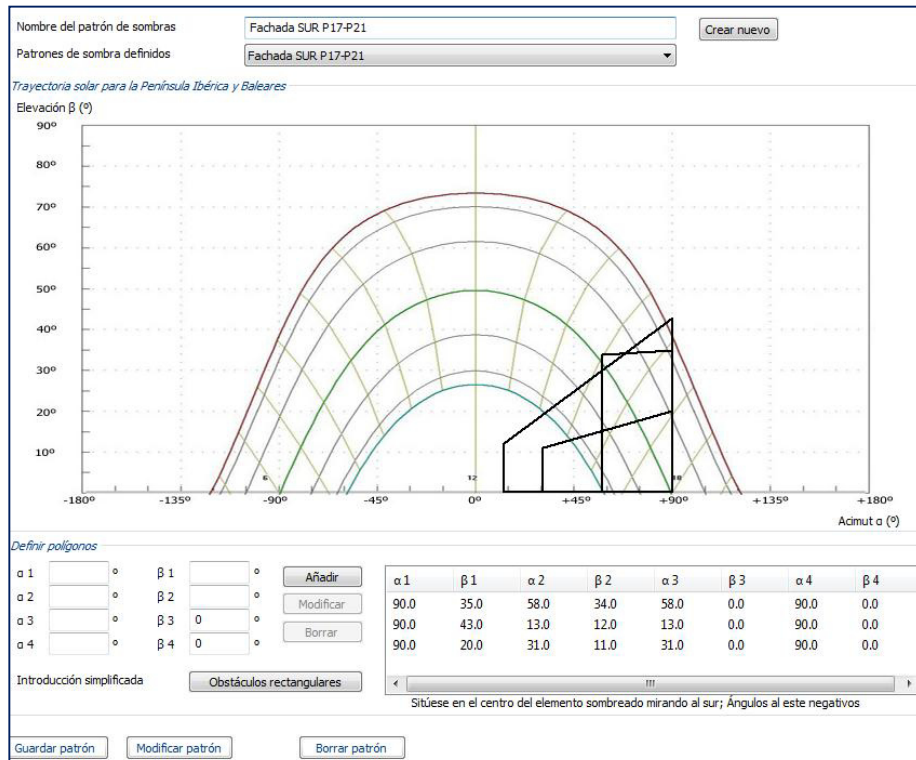 Nombre del patrón de sombras Fachada SUR P17-P21 Crear nuevo
Patrones de sombra definidos Fachada SUR P17-P21
Trayectoria solar para la Península Ibérica y Baleares
Elevación β (º)
90º
80º
70º
60º
50º
40º
30º
20º
10º
6 12 18
-180º -135º -90º -45º 0º +45º +90º +135º +180º
Acimut α (º)
Definir polígonos
α 1 º β 1 º Añadir
α 2 º β 2 º Modificar
α 3 º β 3 0 º Borrar
α 4 º β 4 0 º
α 1 β 1 α 2 β 2 α 3 β 3 α 4 β 4
90.0 35.0 58.0 34.0 58.0 0.0 90.0 0.0
90.0 43.0 13.0 12.0 13.0 0.0 90.0 0.0
90.0 20.0 31.0 11.0 31.0 0.0 90.0 0.0
Introducción simplificada Obstáculos rectangulares
Sitúese en el centro del elemento sombreado mirando al sur; Ángulos al este negativos
Guardar patrón Modificar patrón Borrar patrón